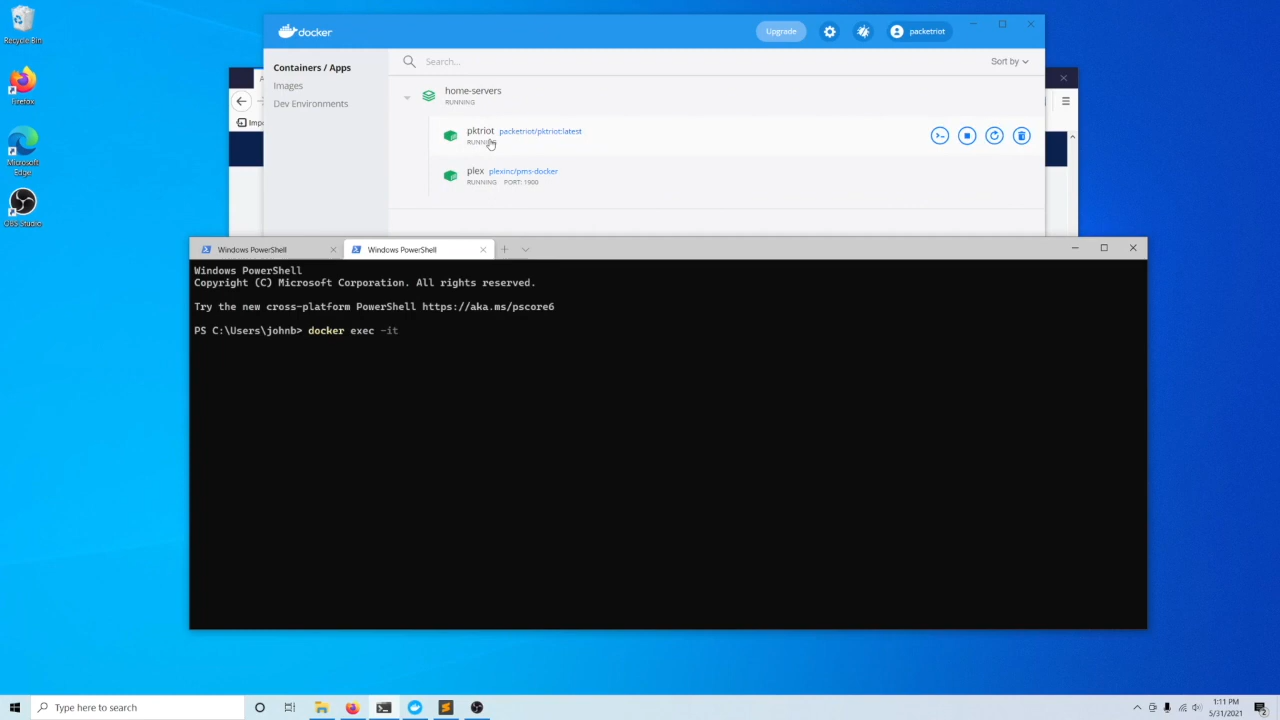 Recycle Bin
Firefox
Microsoft
Edge
OBS Studio
docker
Upgrade
packetriot
Containers / Apps
Images
Dev Environments
Search...
Sort by
home-servers
RUNNING
pktriot packetriot/pktriot:latest
RUNNING
plex plexinc/pms-docker
RUNNING PORT: 1900
Windows PowerShell
Windows PowerShell
Windows PowerShell
Copyright (C) Microsoft Corporation. All rights reserved.
Try the new cross-platform PowerShell https://aka.ms/pscore6
PS C:\Users\johnb> docker exec -it
Type here to search
1:11 PM
5/31/2021